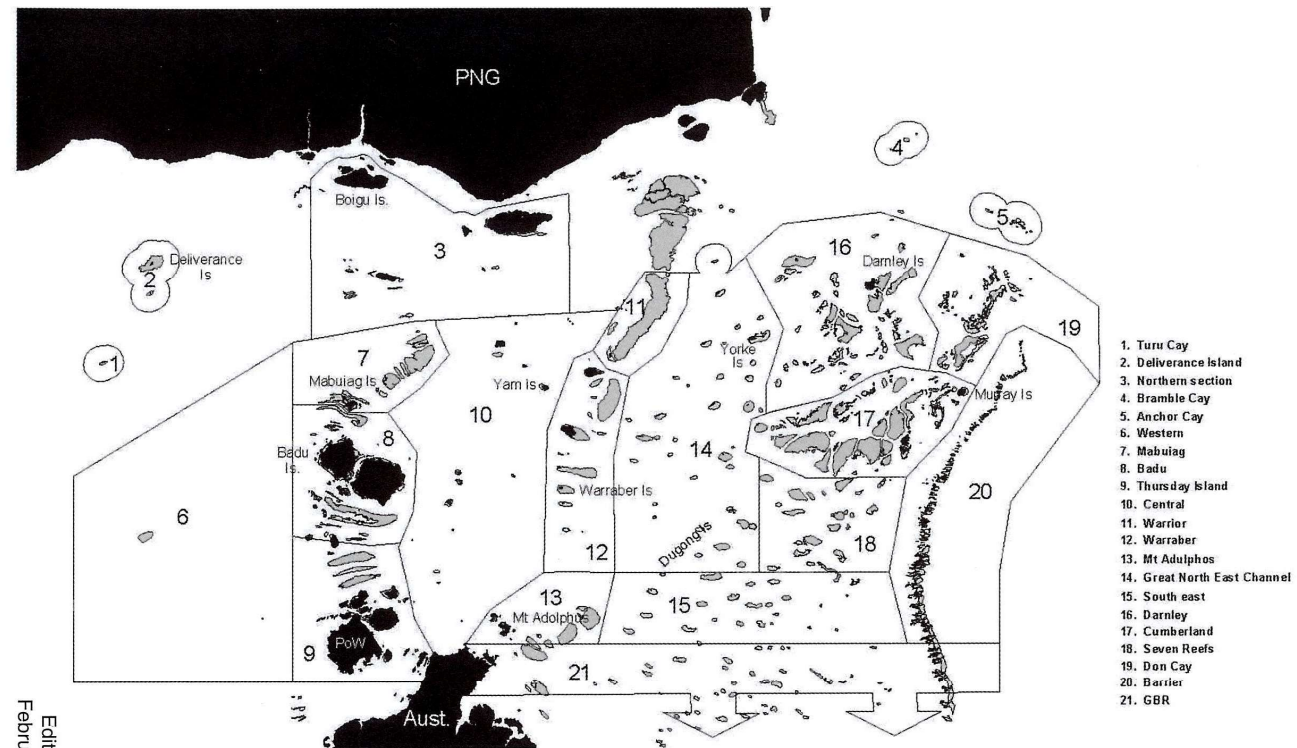 PNG
4
Boigu Is.
5
3
16
Deliverance
Is
Darnley Is
2
11
19
1
7
Yorke
Is
Mabuiag Is
Yam Is
Murray Is
10
17
8
14
Badu
Is.
Warraber Is
20
6
12
Dugong Is
18
13
Mt Adolphus
15
PoW
9
21
Aust.
1. Turu Cay
2. Deliverance Island
3. Northern section
4. Bramble Cay
5. Anchor Cay
6. Western
7. Mabuiag
8. Badu
9. Thursday Island
10. Central
11. Warrior
12. Warraber
13. Mt Adulphos
14. Great North East Channel
15. South east
16. Darnley
17. Cumberland
18. Seven Reefs
19. Don Cay
20. Barrier
21. GBR
Edit
Febru